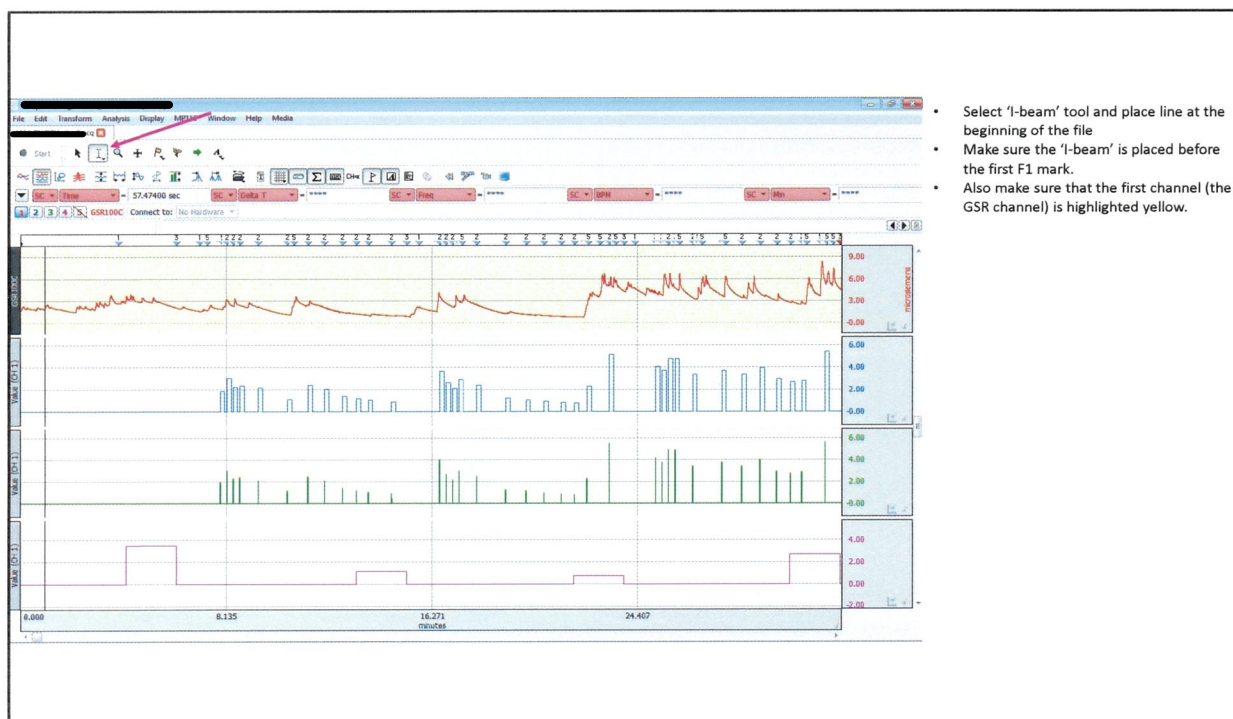 File Edit Transform Analysis Display MP150 Window Help Media
cq
Start
SC Time = 57.47400 sec SC Delta T = **** SC Freq = **** SC BPM = **** SC Mn = ****
1 2 3 4 5 GSR100C Connect to: No Hardware
GSR100C
9.00
6.00
3.00
-0.00
microsiemens
Value (CH 1)
6.00
4.00
2.00
-0.00
Value (CH 1)
6.00
4.00
2.00
-0.00
Value (CH 1)
4.00
2.00
0.00
-2.00
0.000 8.135 16.271 24.407
minutes
• Select ‘I-beam’ tool and place line at the
beginning of the file
• Make sure the ‘I-beam’ is placed before
the first F1 mark.
• Also make sure that the first channel (the
GSR channel) is highlighted yellow.